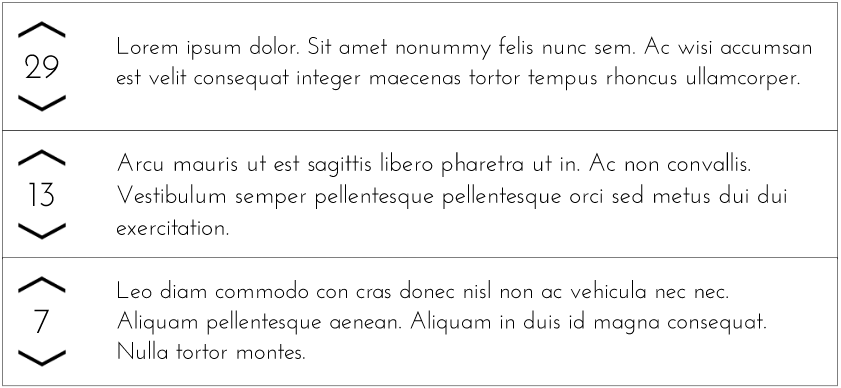 29
Lorem ipsum dolor. Sit amet nonummy felis nunc sem. Ac wisi accumsan
est velit consequat integer maecenas tortor tempus rhoncus ullamcorper.
13
Arcu mauris ut est sagittis libero pharetra ut in. Ac non convallis.
Vestibulum semper pellentesque pellentesque orci sed metus dui dui
exercitation.
7
Leo diam commodo con cras donec nisl non ac vehicula nec nec.
Aliquam pellentesque aenean. Aliquam in duis id magna consequat.
Nulla tortor montes.